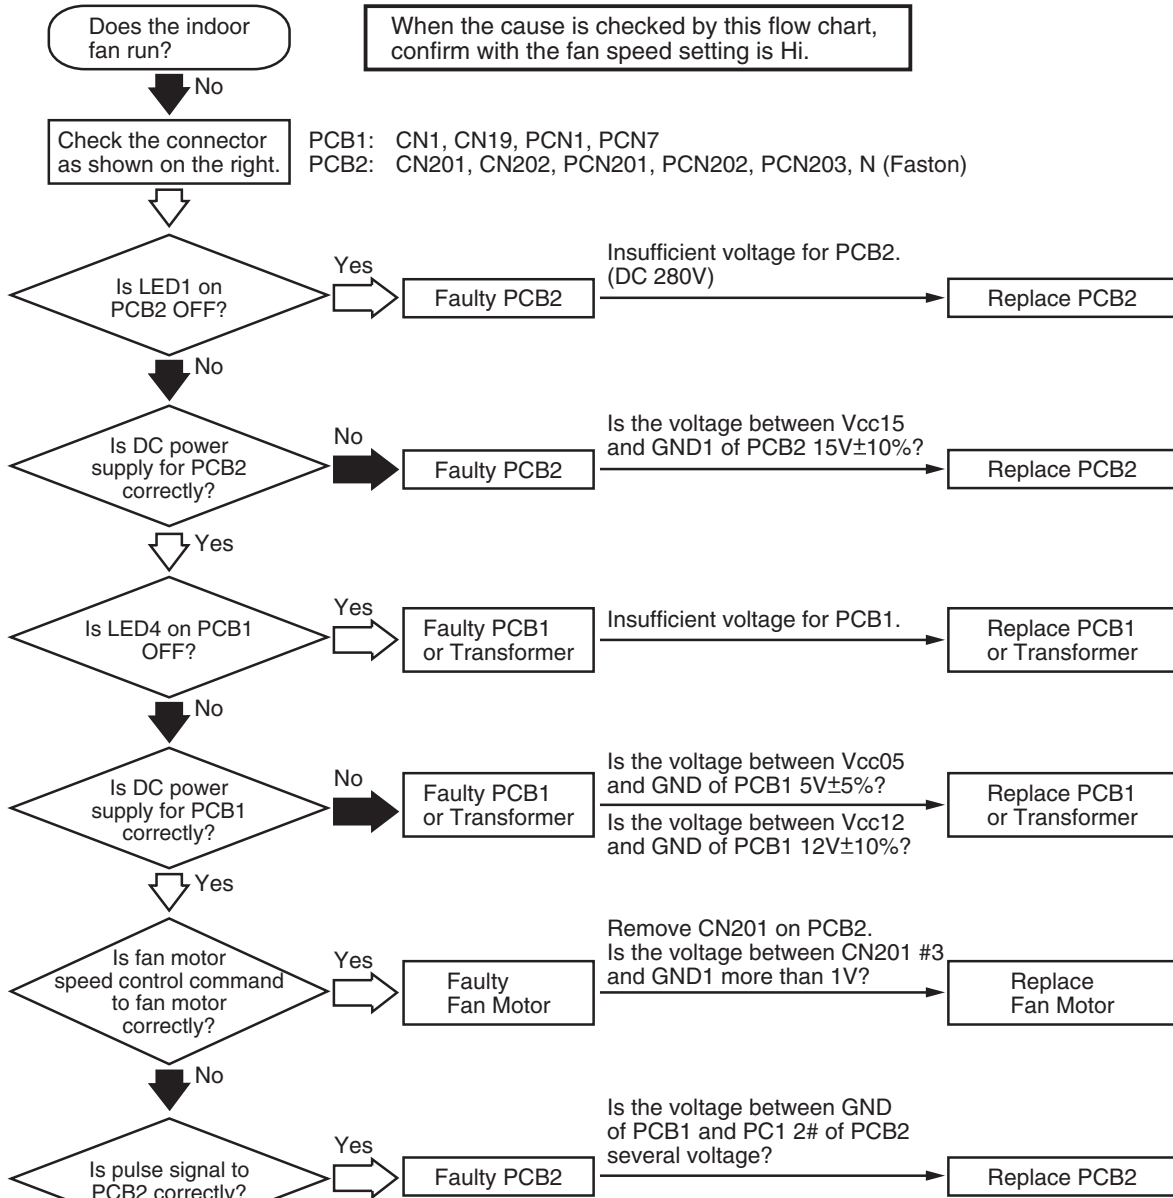 Does the indoor
fan run?
When the cause is checked by this flow chart,
confirm with the fan speed setting is Hi.
No
Check the connector
as shown on the right.
PCB1: CN1, CN19, PCN1, PCN7
PCB2: CN201, CN202, PCN201, PCN202, PCN203, N (Faston)
Is LED1 on
PCB2 OFF?
Yes
Faulty PCB2
Insufficient voltage for PCB2.
(DC 280V)
Replace PCB2
No
Is DC power
supply for PCB2
correctly?
No
Faulty PCB2
Is the voltage between Vcc15
and GND1 of PCB2 15V±10%?
Replace PCB2
Yes
Is LED4 on PCB1
OFF?
Yes
Faulty PCB1
or Transformer
Insufficient voltage for PCB1.
Replace PCB1
or Transformer
No
Is DC power
supply for PCB1
correctly?
No
Faulty PCB1
or Transformer
Is the voltage between Vcc05
and GND of PCB1 5V±5%?
Is the voltage between Vcc12
and GND of PCB1 12V±10%?
Replace PCB1
or Transformer
Yes
Is fan motor
speed control command
to fan motor
correctly?
Yes
Faulty
Fan Motor
Remove CN201 on PCB2.
Is the voltage between CN201 #3
and GND1 more than 1V?
Replace
Fan Motor
No
Is pulse signal to
PCB2 correctly?
Yes
Faulty PCB2
Is the voltage between GND
of PCB1 and PC1 2# of PCB2
several voltage?
Replace PCB2